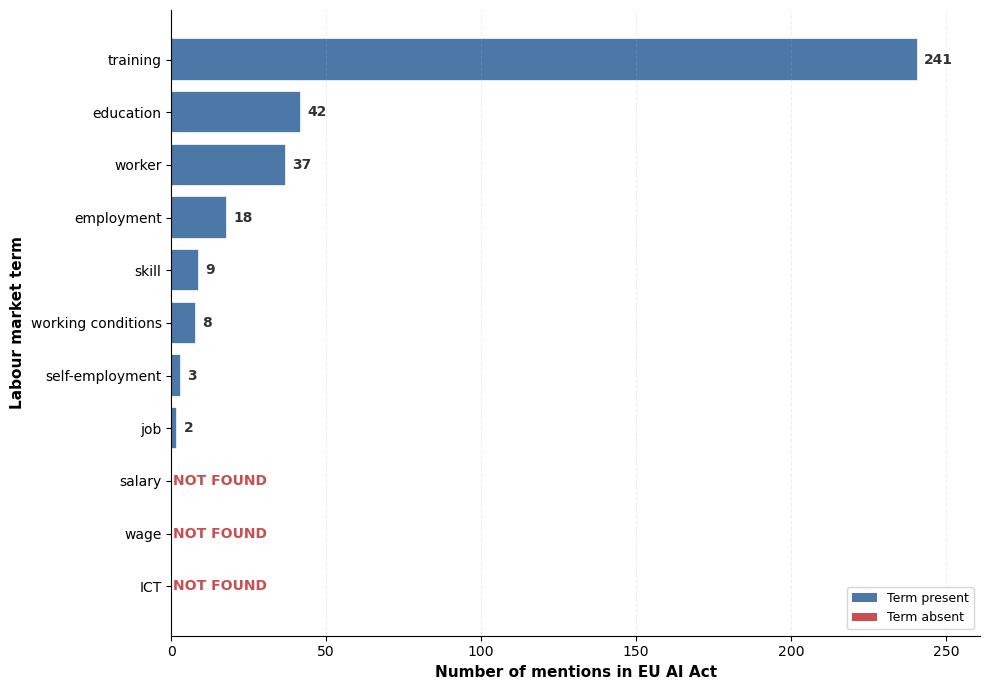 training 241
education 42
worker 37
employment 18
skill 9
working conditions 8
self-employment 3
job 2
salary NOT FOUND
wage NOT FOUND
ICT NOT FOUND
Labour market term
Term present
Term absent
0 50 100 150 200 250
Number of mentions in EU AI Act